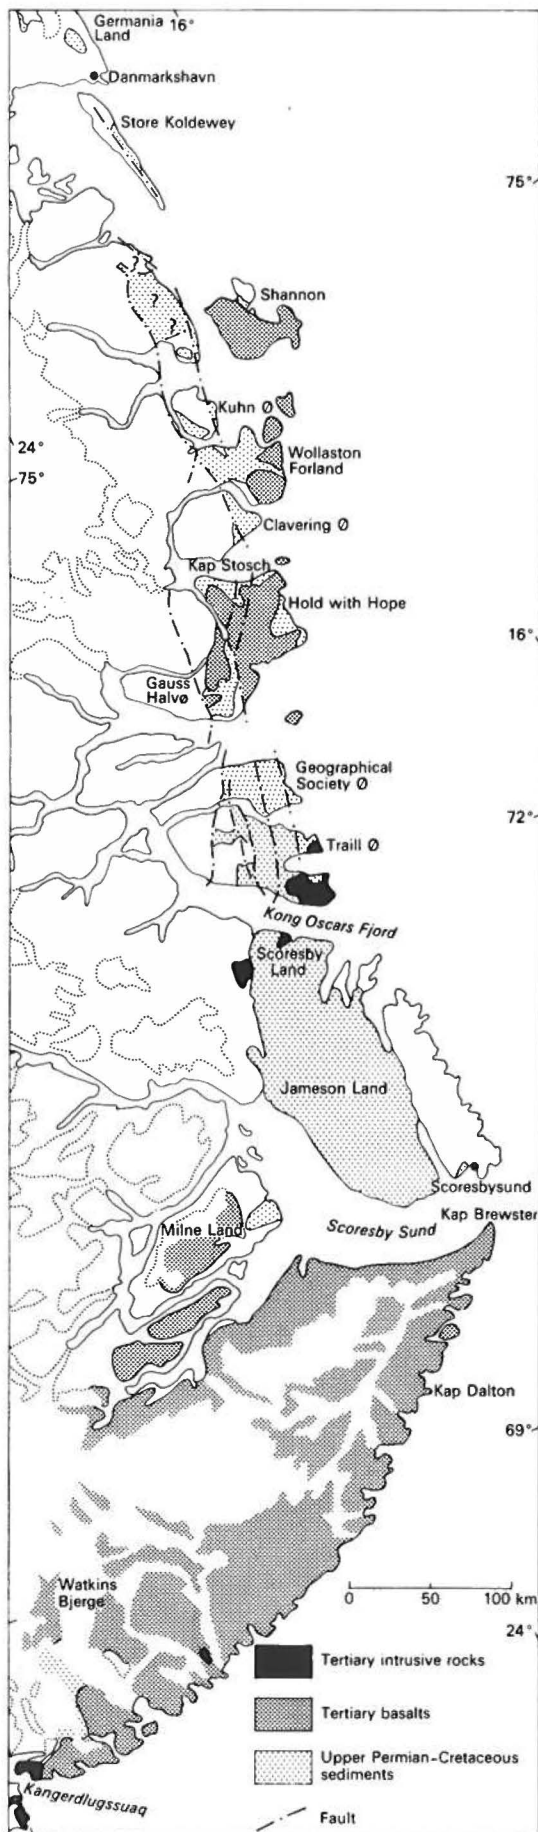 Germania
Land
16°
Danmarkshavn
Store Koldewey
75°
?
?
?
Shannon
Kuhn Ø
24°
75°
Wollaston
Forland
Clavering Ø
Kap Stosch
Hold with Hope
16°
Gauss
Halvø
Geographical
Society Ø
72°
Traill Ø
Kong Oscars Fjord
Scoresby
Land
Jameson Land
Scoresbysund
Kap Brewster
Milne Land
Scoresby Sund
Kap Dalton
69°
Watkins
Bjerge
0 50 100 km
24°
Tertiary intrusive rocks
Tertiary basalts
Upper Permian–Cretaceous
sediments
Kangerdlugssuaq
Fault